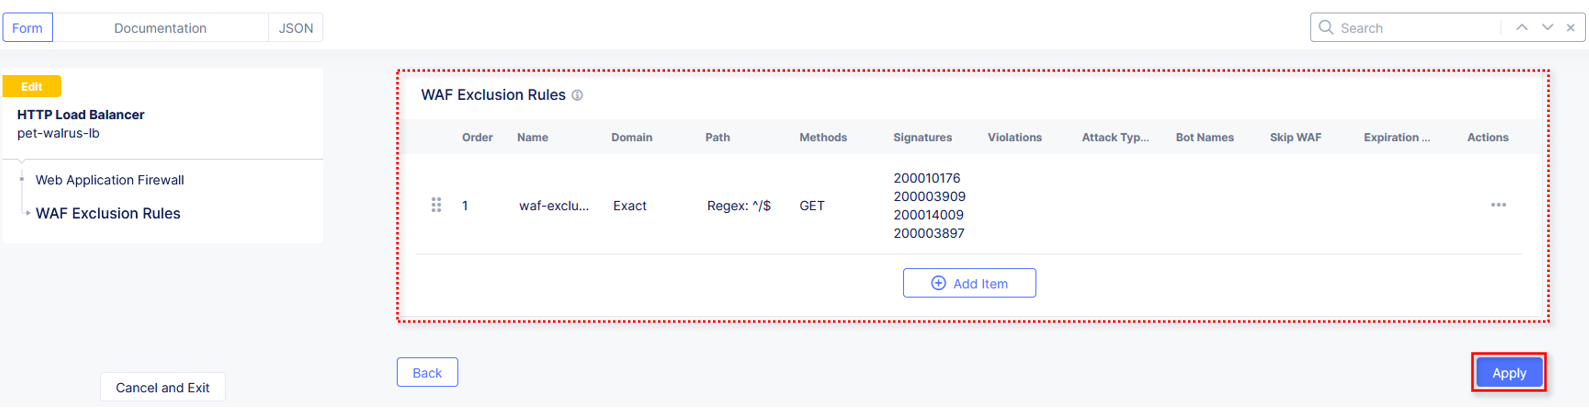 Form
Documentation
JSON
Search
Edit
HTTP Load Balancer
pet-walrus-lb
Web Application Firewall
WAF Exclusion Rules
WAF Exclusion Rules
Order Name Domain Path Methods Signatures Violations Attack Typ... Bot Names Skip WAF Expiration ... Actions
1 waf-exclu... Exact Regex: ^/$ GET
200010176
200003909
200014009
200003897
Add Item
Back
Apply
Cancel and Exit